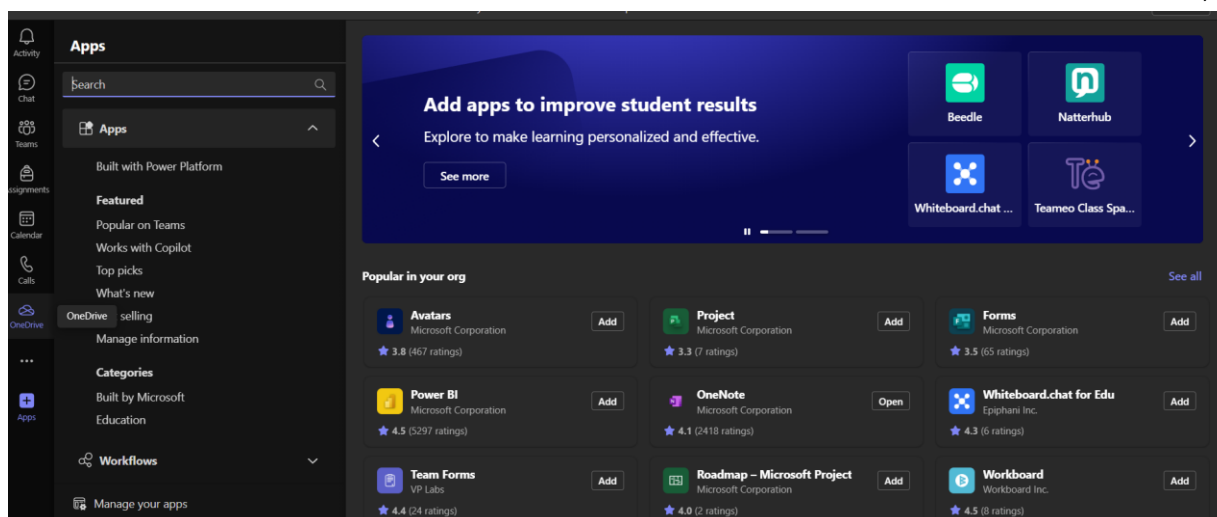 Activity
Chat
Teams
Assignments
Calendar
Calls
OneDrive
Apps
Apps
Search
Apps
Built with Power Platform
Featured
Popular on Teams
Works with Copilot
Top picks
What's new
OneDrive
selling
Manage information
Categories
Built by Microsoft
Education
Workflows
Manage your apps
Add apps to improve student results
Explore to make learning personalized and effective.
See more
Beedle
Natterhub
Whiteboard.chat ...
Teameo Class Spa...
Popular in your org
See all
Avatars
Microsoft Corporation
Add
3.8 (467 ratings)
Project
Microsoft Corporation
Add
3.3 (7 ratings)
Forms
Microsoft Corporation
Add
3.5 (65 ratings)
Power BI
Microsoft Corporation
Add
4.5 (5297 ratings)
OneNote
Microsoft Corporation
Open
4.1 (2418 ratings)
Whiteboard.chat for Edu
Epiphani Inc.
Add
4.3 (6 ratings)
Team Forms
VP Labs
Add
4.4 (24 ratings)
Roadmap – Microsoft Project
Microsoft Corporation
Add
4.0 (2 ratings)
Workboard
Workboard Inc.
Add
4.5 (8 ratings)